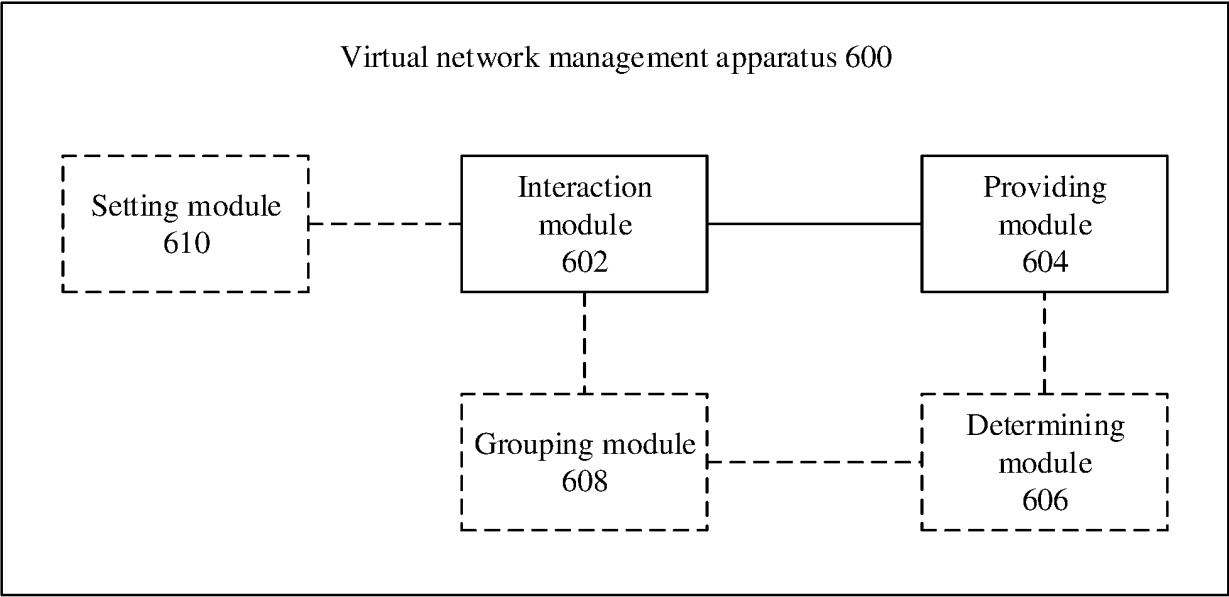 Virtual network management apparatus 600
Setting module
610
Interaction
module
602
Providing
module
604
Grouping module
608
Determining
module
606